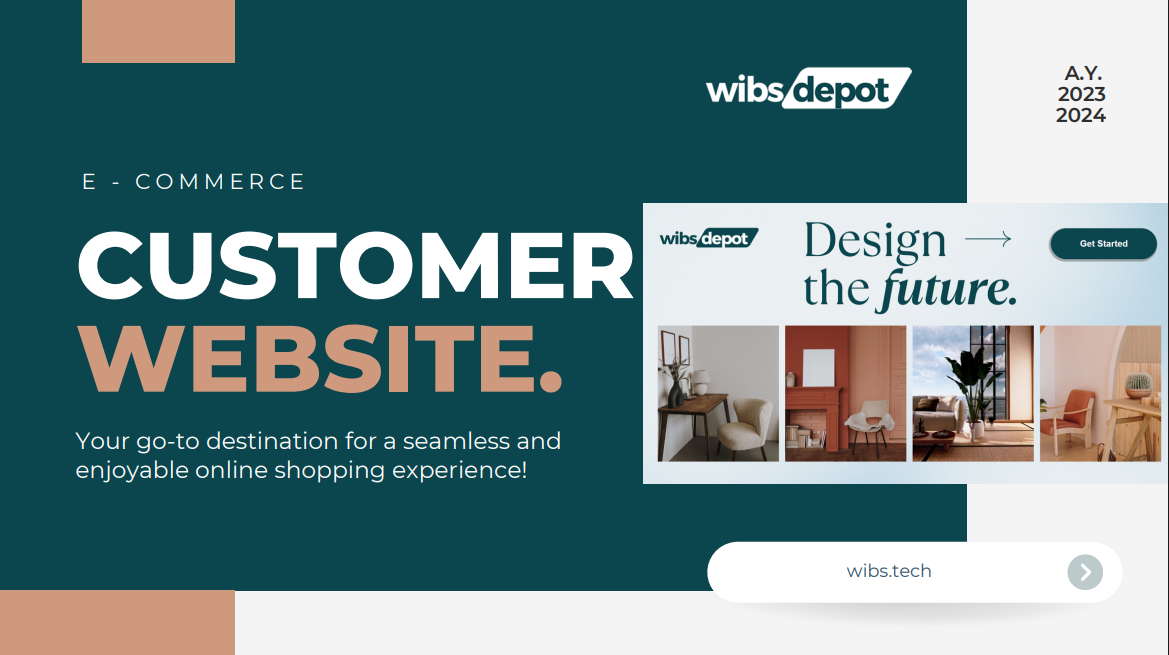 wibs depot
A.Y.
2023
2024
E - COMMERCE
CUSTOMER
WEBSITE.
Your go-to destination for a seamless and
enjoyable online shopping experience!
wibs depot
Design →
the future.
Get Started
wibs.tech